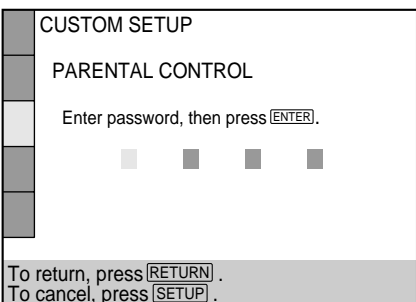 CUSTOM SETUP
PARENTAL CONTROL
Enter password, then press ENTER.
To return, press RETURN .
To cancel, press SETUP .